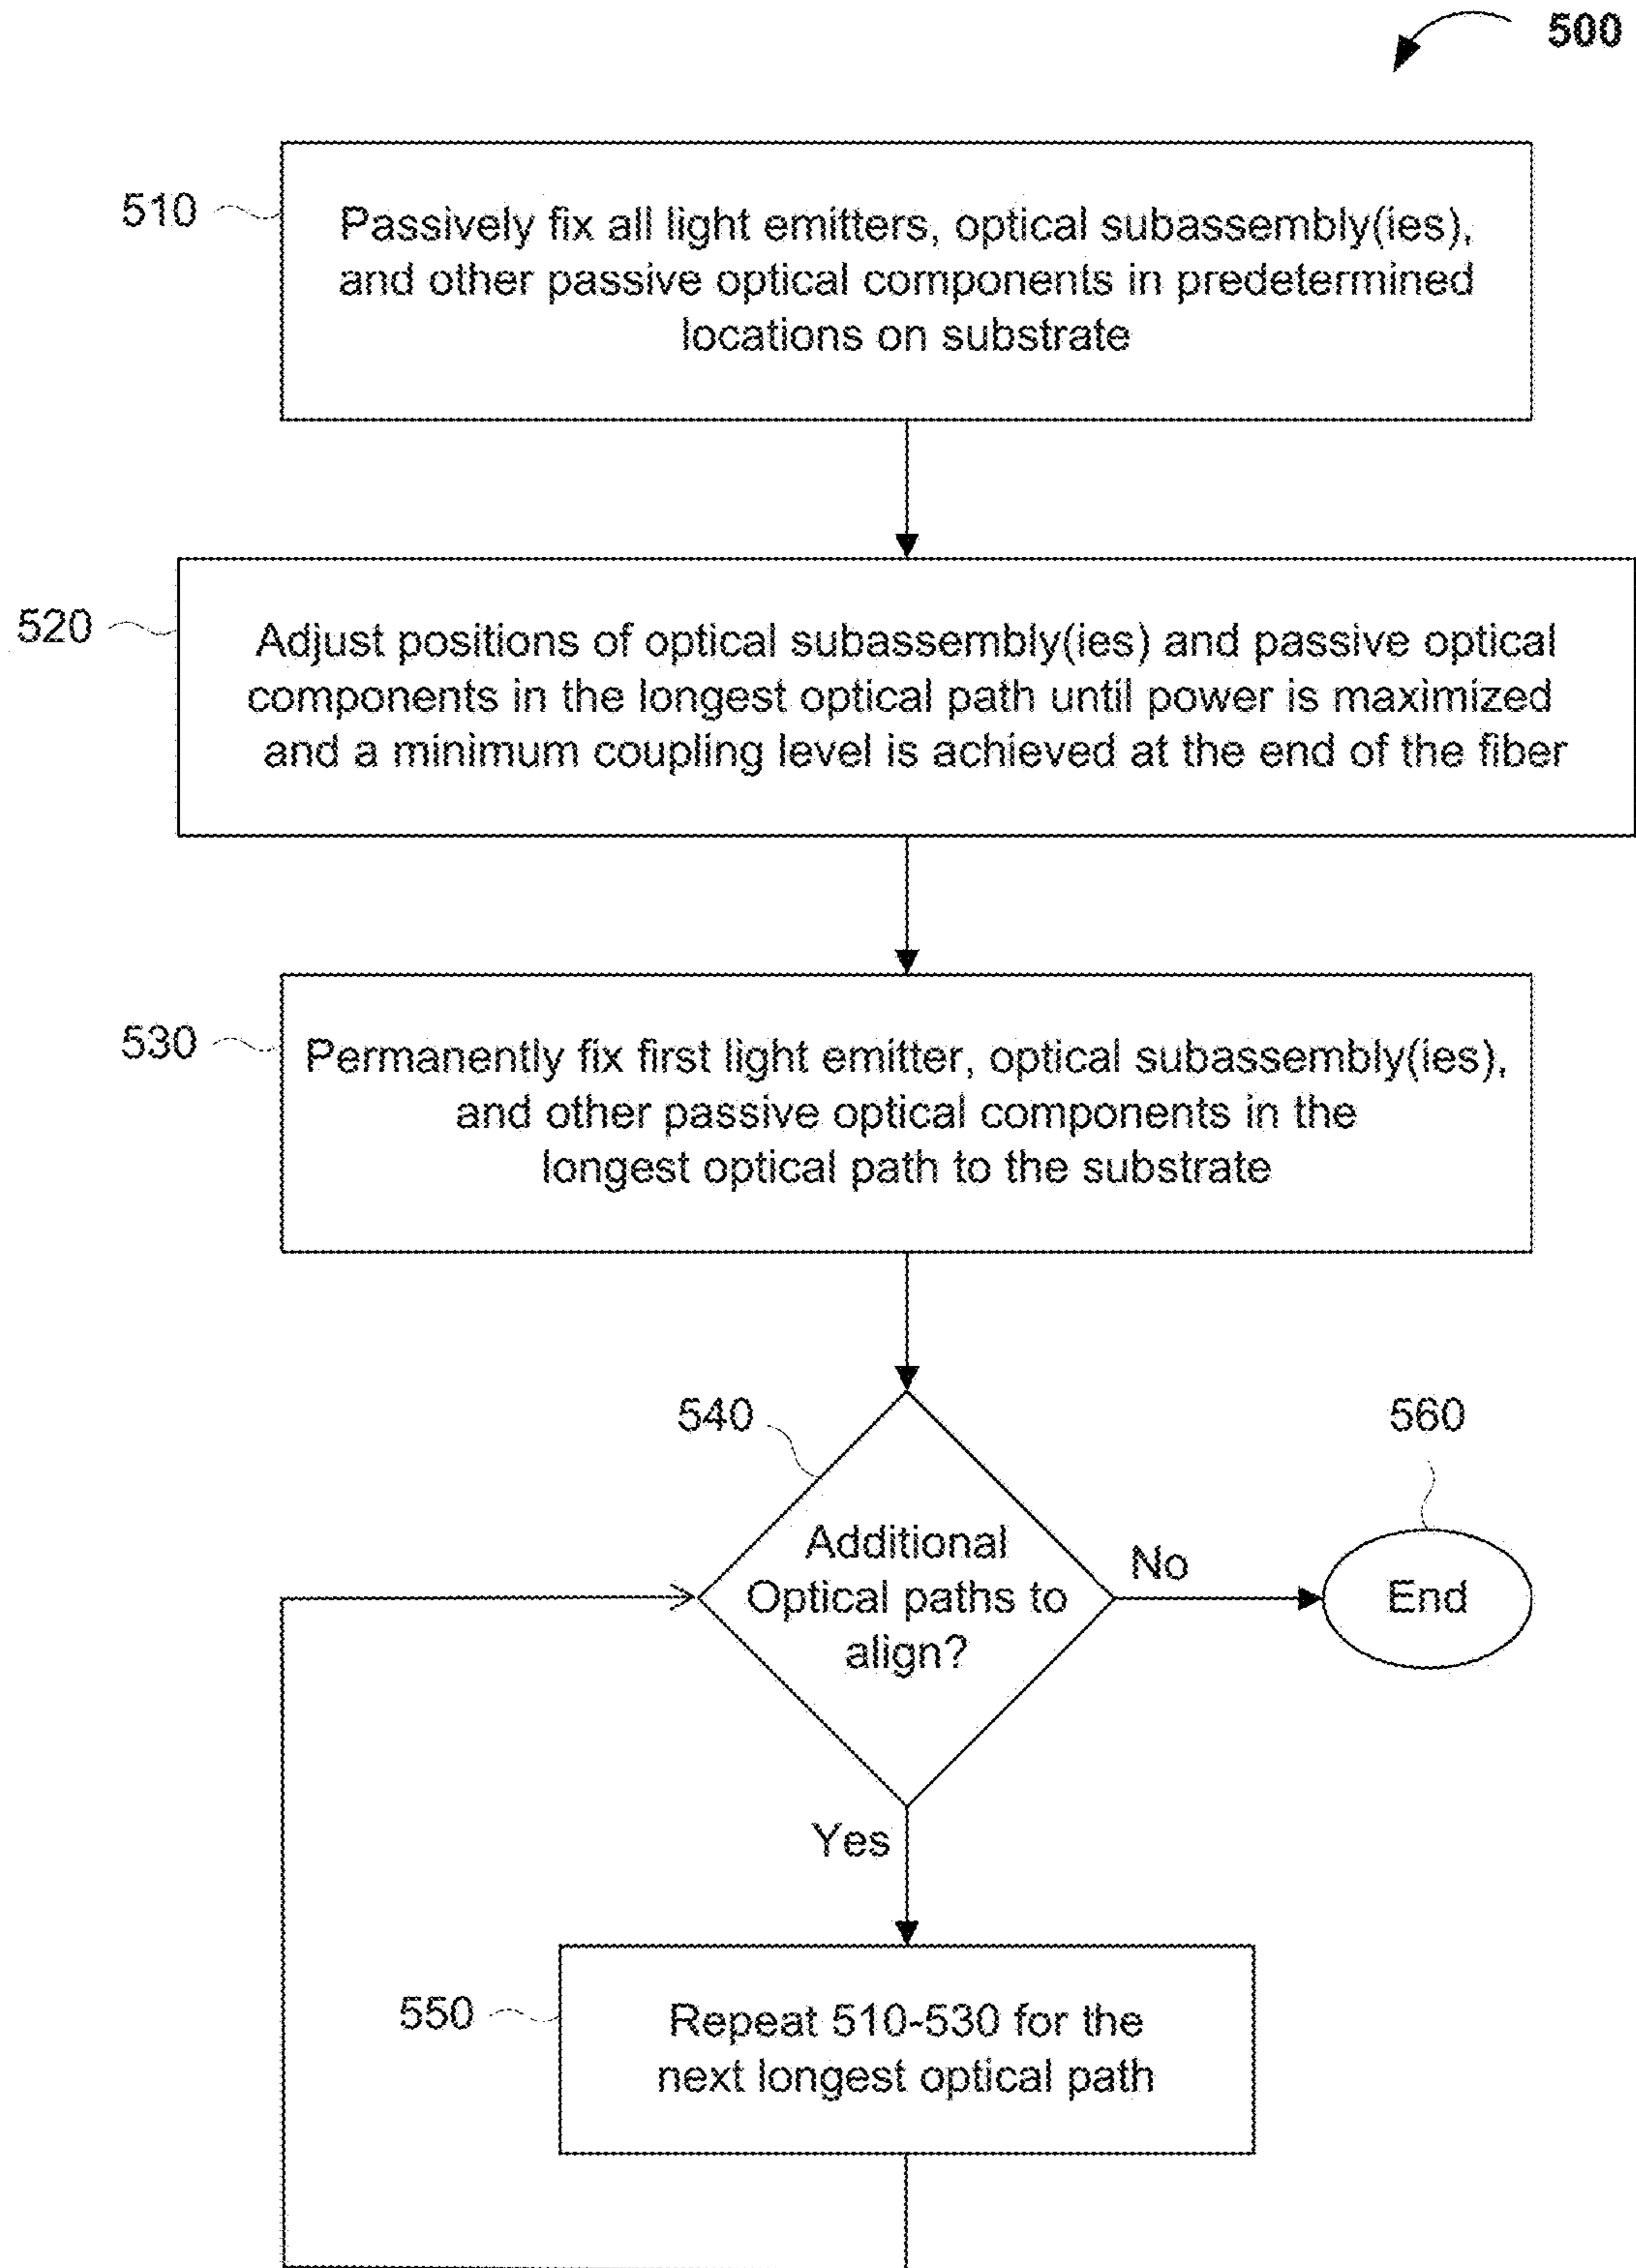 500
510
Passively fix all light emitters, optical subassembly(ies),
and other passive optical components in predetermined
locations on substrate
520
Adjust positions of optical subassembly(ies) and passive optical
components in the longest optical path until power is maximized
and a minimum coupling level is achieved at the end of the fiber
530
Permanently fix first light emitter, optical subassembly(ies),
and other passive optical components in the
longest optical path to the substrate
540
Additional
Optical paths to
align?
No
560
End
Yes
550
Repeat 510-530 for the
next longest optical path